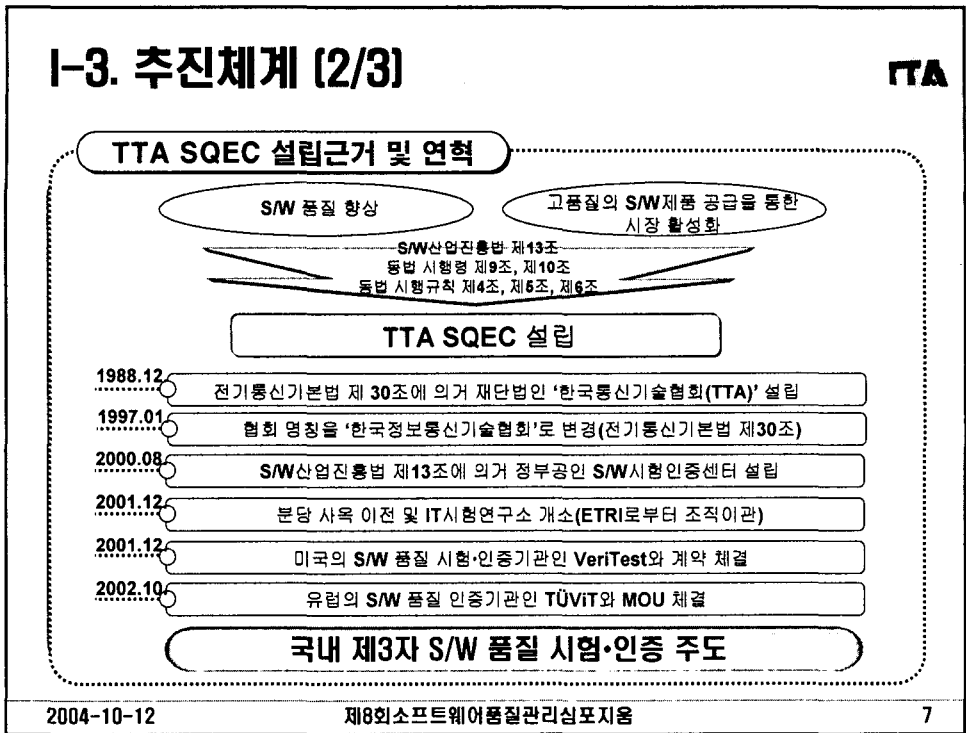 I-3. 추진체계 (2/3)
TTA
TTA SQEC 설립근거 및 연혁
S/W 품질 향상
고품질의 S/W제품 공급을 통한
시장 활성화
S/W산업진흥법 제13조
동법 시행령 제9조, 제10조
동법 시행규칙 제4조, 제5조, 제6조
TTA SQEC 설립
1988.12
전기통신기본법 제 30조에 의거 재단법인 '한국통신기술협회(TTA)' 설립
1997.01
협회 명칭을 '한국정보통신기술협회'로 변경(전기통신기본법 제30조)
2000.08
S/W산업진흥법 제13조에 의거 정부공인 S/W시험인증센터 설립
2001.12
분당 사옥 이전 및 IT시험연구소 개소(ETRI로부터 조직이관)
2001.12
미국의 S/W 품질 시험•인증기관인 VeriTest와 계약 체결
2002.10
유럽의 S/W 품질 인증기관인 TÜViT와 MOU 체결
국내 제3자 S/W 품질 시험•인증 주도
2004-10-12
제8회소프트웨어품질관리심포지움
7